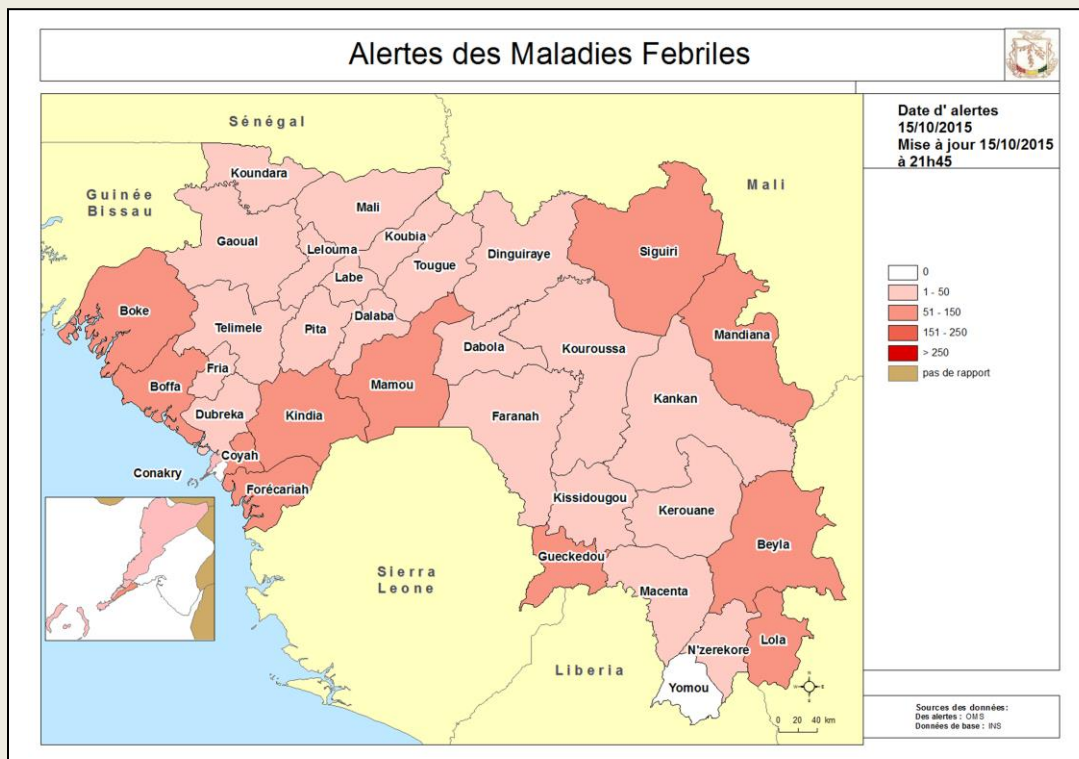 Alertes des Maladies Febriles
Date d' alertes
15/10/2015
Mise à jour 15/10/2015
à 21h45
Sénégal
Guinée
Bissau
Mali
Koundara
Mali
Gaoual
Koubia
Lelouma
Tougue
Dinguiraye
Siguiri
Labe
Boke
Telimele
Pita
Dalaba
Dabola
Kouroussa
Mandiana
Fria
Boffa
Mamou
Kankan
Dubreka
Kindia
Faranah
Coyah
Conakry
Forécariah
Kissidougou
Kerouane
Gueckedou
Beyla
Sierra
Leone
Macenta
Lola
N'zerekore
Liberia
Yomou
N
W
E
S
0 20 40 km
0
1 - 50
51 - 150
151 - 250
> 250
pas de rapport
Sources des données:
Des alertes : OMS
Données de base : INS